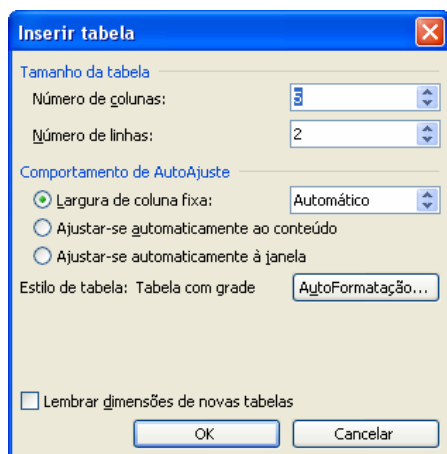 Inserir tabela
Tamanho da tabela
Número de colunas: 5
Número de linhas: 2
Comportamento de AutoAjuste
Largura de coluna fixa: Automático
Ajustar-se automaticamente ao conteúdo
Ajustar-se automaticamente à janela
Estilo de tabela: Tabela com grade AutoFormatação...
Lembrar dimensões de novas tabelas
OK Cancelar